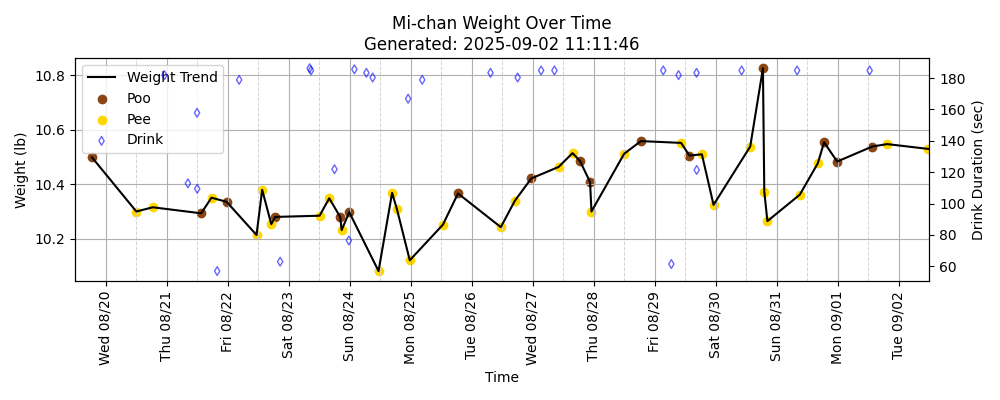 Mi-chan Weight Over Time
Generated: 2025-09-02 11:11:46
Weight Trend
Poo
Pee
Drink
Weight (lb)
10.8
10.6
10.4
10.2
180
160
140
120
100
80
60
Drink Duration (sec)
Wed 08/20
Thu 08/21
Fri 08/22
Sat 08/23
Sun 08/24
Mon 08/25
Tue 08/26
Wed 08/27
Thu 08/28
Fri 08/29
Sat 08/30
Sun 08/31
Mon 09/01
Tue 09/02
Time